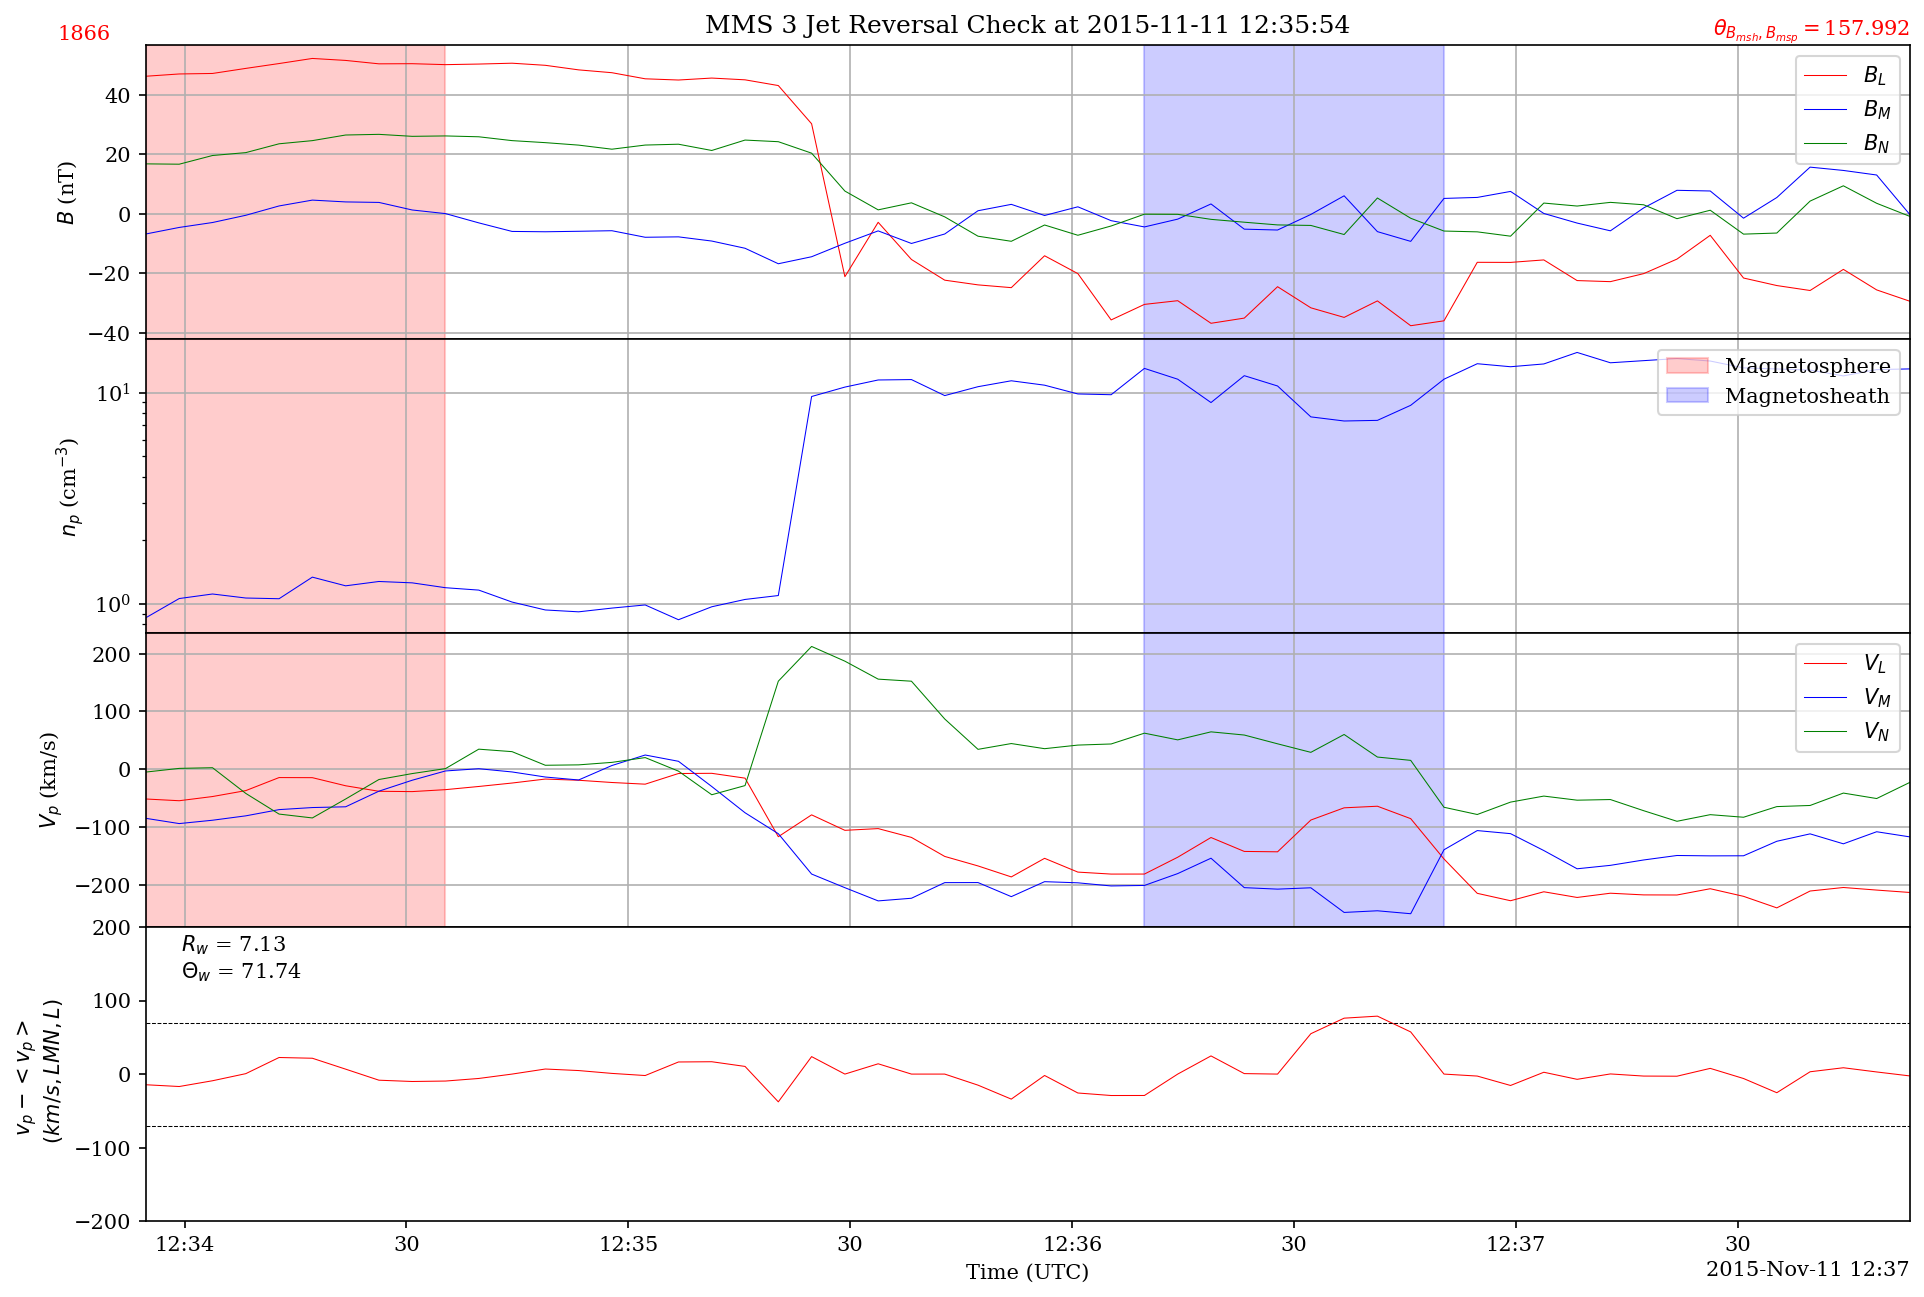 1866
MMS 3 Jet Reversal Check at 2015-11-11 12:35:54
θ_{B_{msh}, B_{msp}} = 157.992
B (nT)
40
20
0
−20
−40
B_L
B_M
B_N
n_p (cm^{−3})
10^1
10^0
Magnetosphere
Magnetosheath
V_p (km/s)
200
100
0
−100
−200
V_L
V_M
V_N
v_p − < v_p >
(km/s, LMN, L)
200
100
0
−100
−200
R_w = 7.13
Θ_w = 71.74
12:34
30
12:35
30
12:36
30
12:37
30
Time (UTC)
2015-Nov-11 12:37